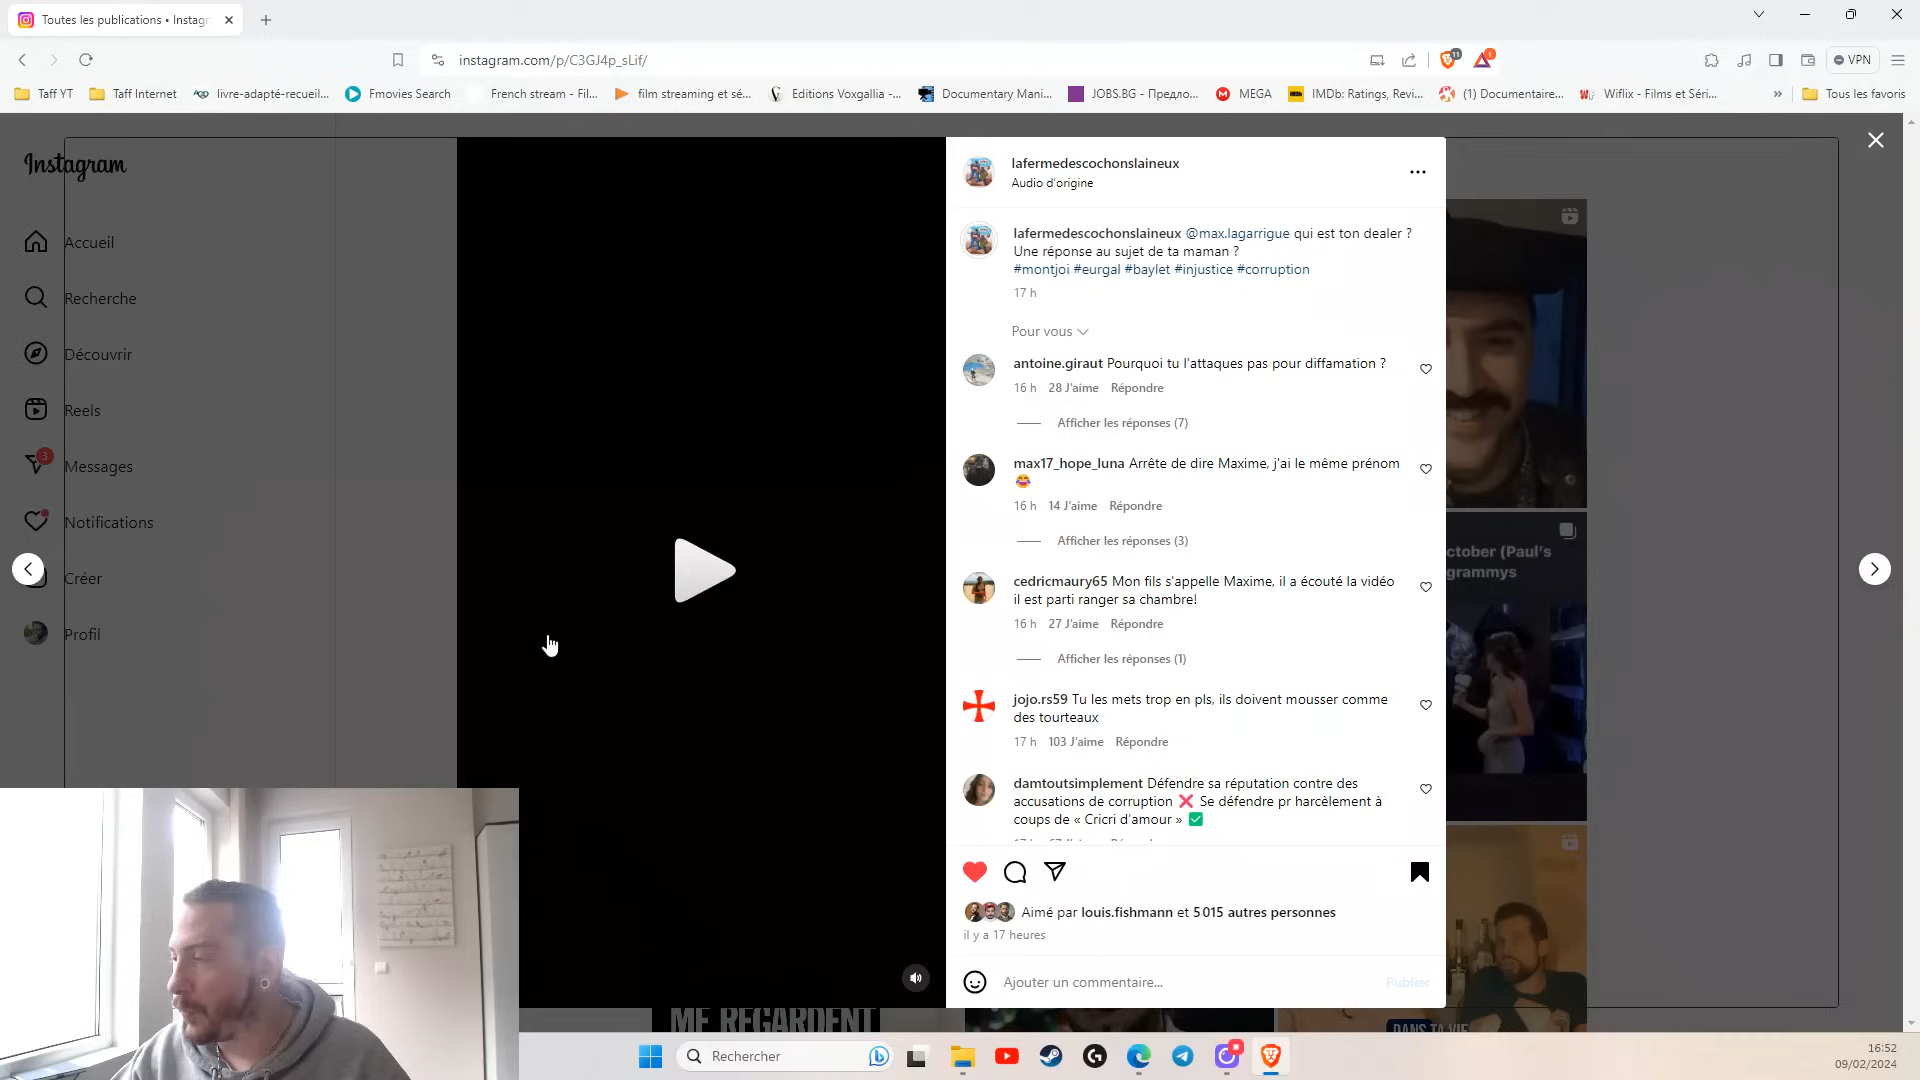 Toutes les publications • Instagr
instagram.com/p/C3GJ4p_sLif/
11
1
VPN
Taff YT
Taff Internet
livre-adapté-recueil...
Fmovies Search
French stream - Fil...
film streaming et sé...
Editions Voxgallia -...
Documentary Mani...
JOBS.BG - Предло...
MEGA
IMDb: Ratings, Revi...
(1) Documentaire...
Wiflix - Films et Séri...
»
Tous les favoris
Instagram
Accueil
Recherche
Découvrir
Reels
3
Messages
Notifications
Créer
Profil
lafermedescochonslaineux
Audio d'origine
lafermedescochonslaineux @max.lagarrigue qui est ton dealer ?
Une réponse au sujet de ta maman ?
#montjoi #eurgal #baylet #injustice #corruption
17 h
Pour vous
antoine.giraut Pourquoi tu l'attaques pas pour diffamation ?
16 h 28 J'aime Répondre
Afficher les réponses (7)
max17_hope_luna Arrête de dire Maxime, j'ai le même prénom
😂
16 h 14 J'aime Répondre
Afficher les réponses (3)
cedricmaury65 Mon fils s'appelle Maxime, il a écouté la vidéo
il est parti ranger sa chambre!
16 h 27 J'aime Répondre
Afficher les réponses (1)
jojo.rs59 Tu les mets trop en pls, ils doivent mousser comme
des tourteaux
17 h 103 J'aime Répondre
damtoutsimplement Défendre sa réputation contre des
accusations de corruption ❌ Se défendre pr harcèlement à
coups de « Cricri d'amour » ✅
Aimé par louis.fishmann et 5 015 autres personnes
il y a 17 heures
Ajouter un commentaire...
Publier
ctober (Paul's
grammys
ME REGARDENT
DANS TA VIE
Rechercher
16:52
09/02/2024